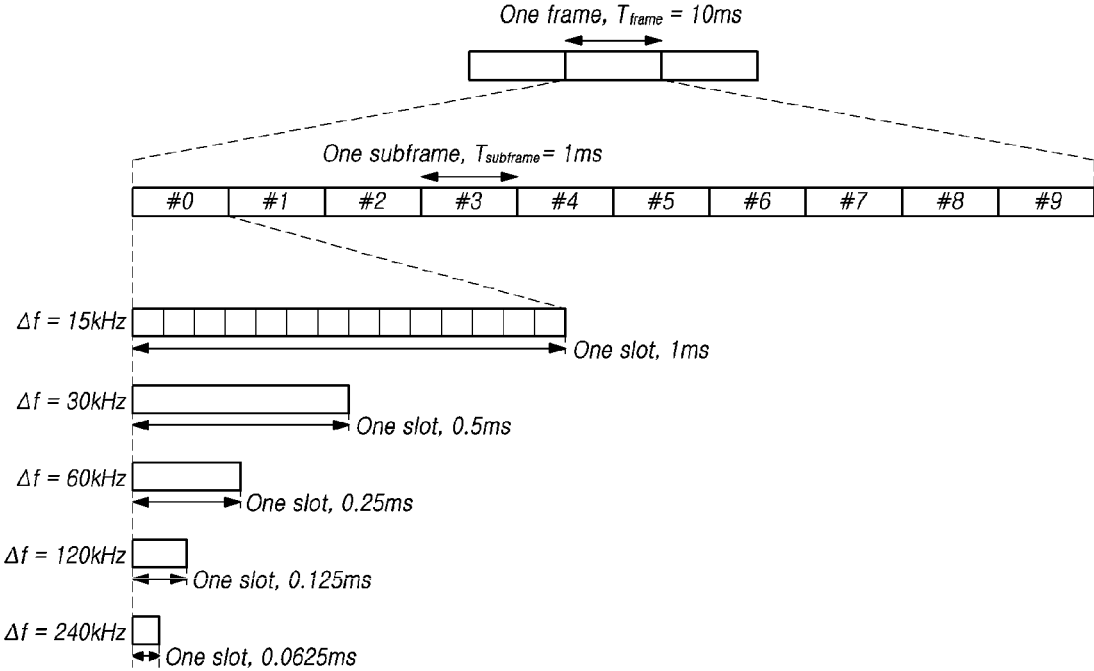 One frame, Tframe = 10ms
One subframe, Tsubframe = 1ms
#0 #1 #2 #3 #4 #5 #6 #7 #8 #9
Δf = 15kHz
One slot, 1ms
Δf = 30kHz
One slot, 0.5ms
Δf = 60kHz
One slot, 0.25ms
Δf = 120kHz
One slot, 0.125ms
Δf = 240kHz
One slot, 0.0625ms